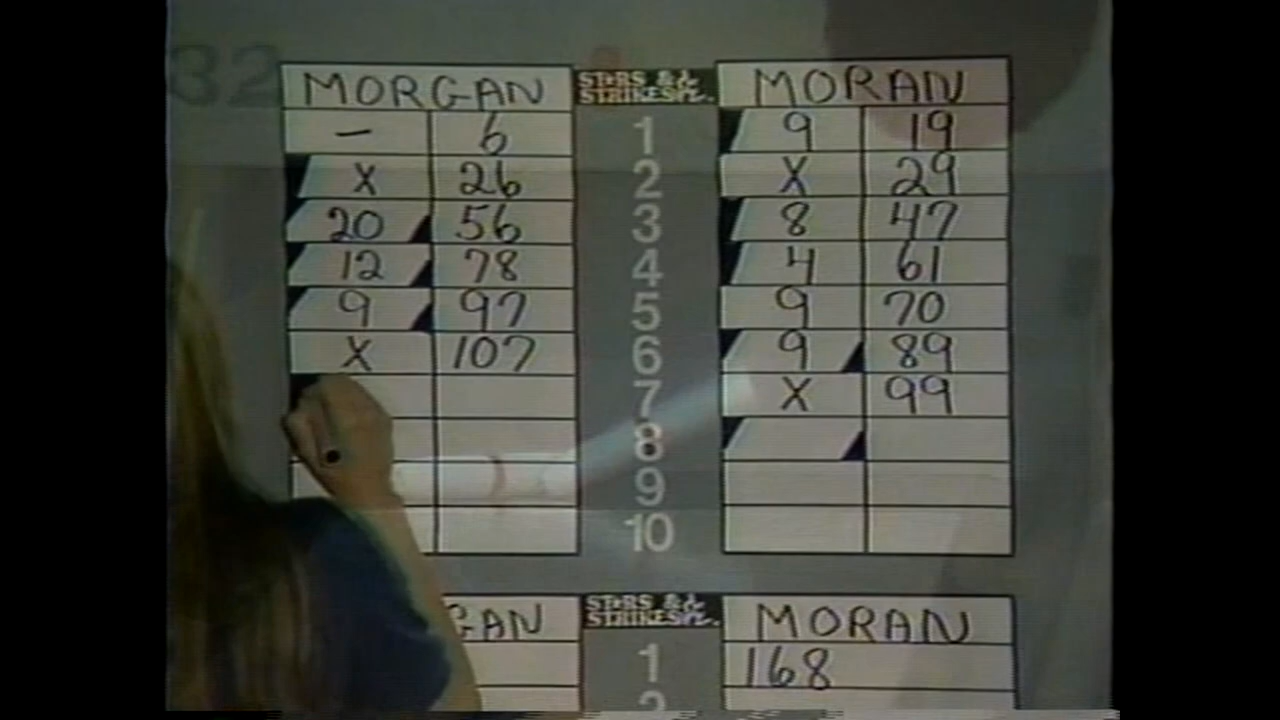 32
MORGAN STARS & STRIKES MORAN
- 6 1 9 19
X 26 2 X 29
20 56 3 8 47
12 78 4 4 61
9 97 5 9 70
X 107 6 9 89
7 X 99
8
9
10
GAN STARS & STRIKES MORAN
1 168
2